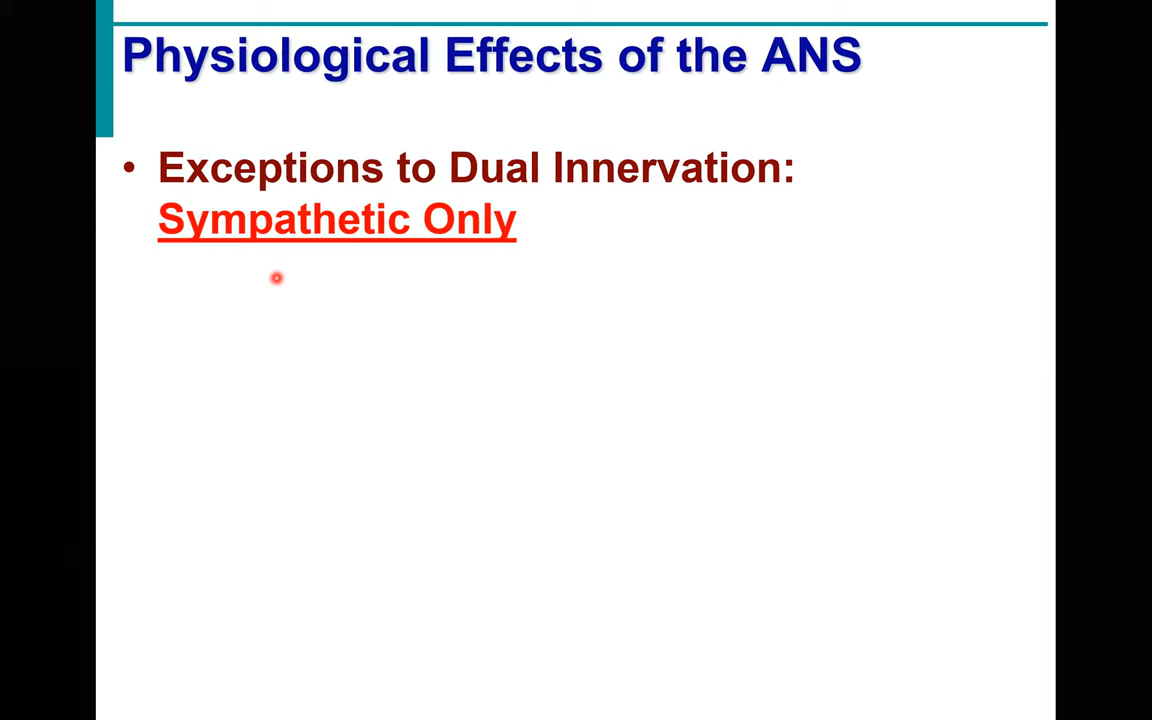 Physiological Effects of the ANS
• Exceptions to Dual Innervation:
Sympathetic Only